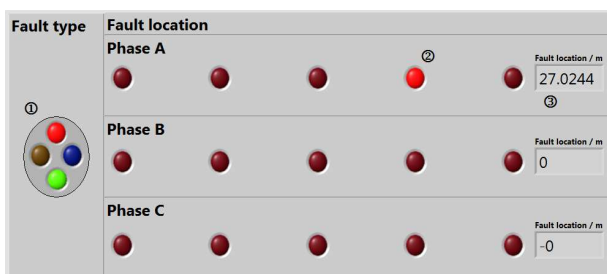 Fault type
Fault location
Phase A
②
Fault location / m
27.0244
③
①
Phase B
Fault location / m
0
Phase C
Fault location / m
-0